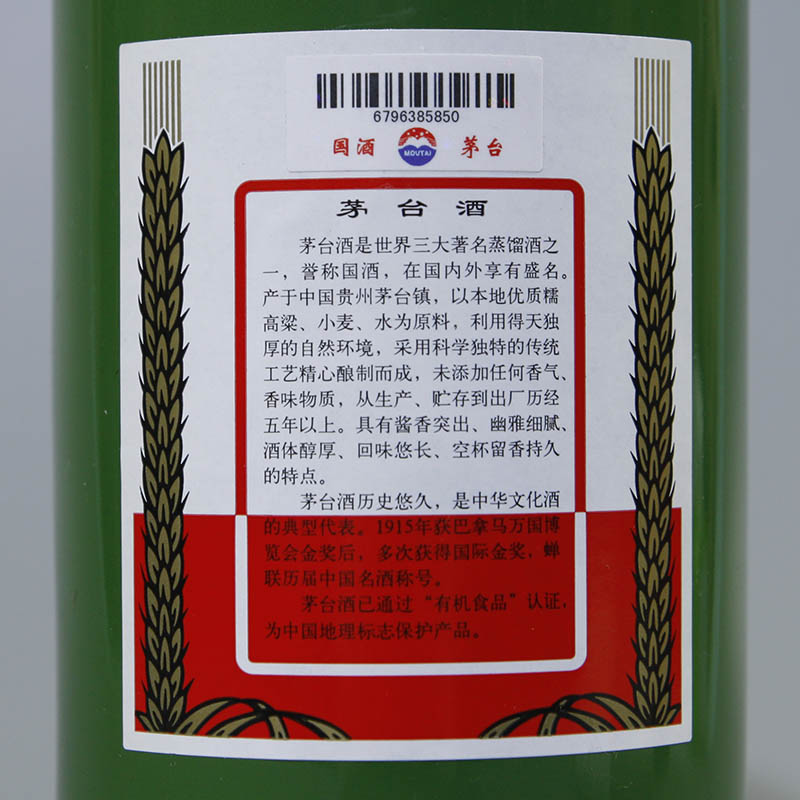 6796385850
国酒 MOUTAI 茅台
茅台酒
茅台酒是世界三大著名蒸馏酒之
一，誉称国酒，在国内外享有盛名。
产于中国贵州茅台镇，以本地优质糯
高粱、小麦、水为原料，利用得天独
厚的自然环境，采用科学独特的传统
工艺精心酿制而成，未添加任何香气、
香味物质，从生产、贮存到出厂历经
五年以上。具有酱香突出、幽雅细腻、
酒体醇厚、回味悠长、空杯留香持久
的特点。
茅台酒历史悠久，是中华文化酒
的典型代表。1915年获巴拿马万国博
览会金奖后，多次获得国际金奖，蝉
联历届中国名酒称号。
茅台酒已通过“有机食品”认证，
为中国地理标志保护产品。